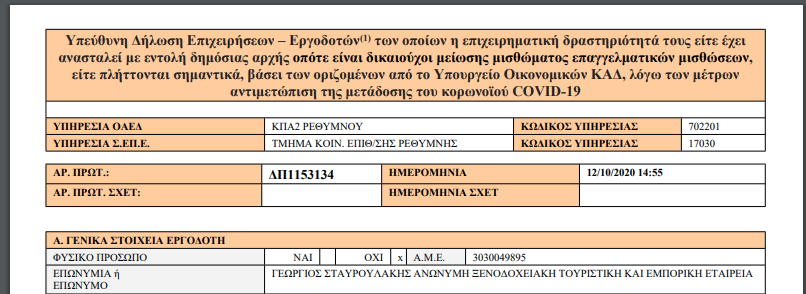 Υπεύθυνη Δήλωση Επιχειρήσεων – Εργοδοτών(1) των οποίων η επιχειρηματική δραστηριότητά τους είτε έχει
ανασταλεί με εντολή δημόσιας αρχής οπότε είναι δικαιούχοι μείωσης μισθώματος επαγγελματικών μισθώσεων,
είτε πλήττονται σημαντικά, βάσει των οριζομένων από το Υπουργείο Οικονομικών ΚΑΔ, λόγω των μέτρων
αντιμετώπιση της μετάδοσης του κορωνοϊού COVID-19
ΥΠΗΡΕΣΙΑ ΟΑΕΔ ΚΠΑ2 ΡΕΘΥΜΝΟΥ ΚΩΔΙΚΟΣ ΥΠΗΡΕΣΙΑΣ 702201
ΥΠΗΡΕΣΙΑ Σ.ΕΠ.Ε. ΤΜΗΜΑ ΚΟΙΝ. ΕΠΙΘ/ΣΗΣ ΡΕΘΥΜΝΗΣ ΚΩΔΙΚΟΣ ΥΠΗΡΕΣΙΑΣ 17030
ΑΡ. ΠΡΩΤ.: ΔΠ1153134 ΗΜΕΡΟΜΗΝΙΑ 12/10/2020 14:55
ΑΡ. ΠΡΩΤ. ΣΧΕΤ: ΗΜΕΡΟΜΗΝΙΑ ΣΧΕΤ
Α. ΓΕΝΙΚΑ ΣΤΟΙΧΕΙΑ ΕΡΓΟΔΟΤΗ
ΦΥΣΙΚΟ ΠΡΟΣΩΠΟ ΝΑΙ ΟΧΙ x Α.Μ.Ε. 3030049895
ΕΠΩΝΥΜΙΑ ή ΓΕΩΡΓΙΟΣ ΣΤΑΥΡΟΥΛΑΚΗΣ ΑΝΩΝΥΜΗ ΞΕΝΟΔΟΧΕΙΑΚΗ ΤΟΥΡΙΣΤΙΚΗ ΚΑΙ ΕΜΠΟΡΙΚΗ ΕΤΑΙΡΕΙΑ
ΕΠΩΝΥΜΟ